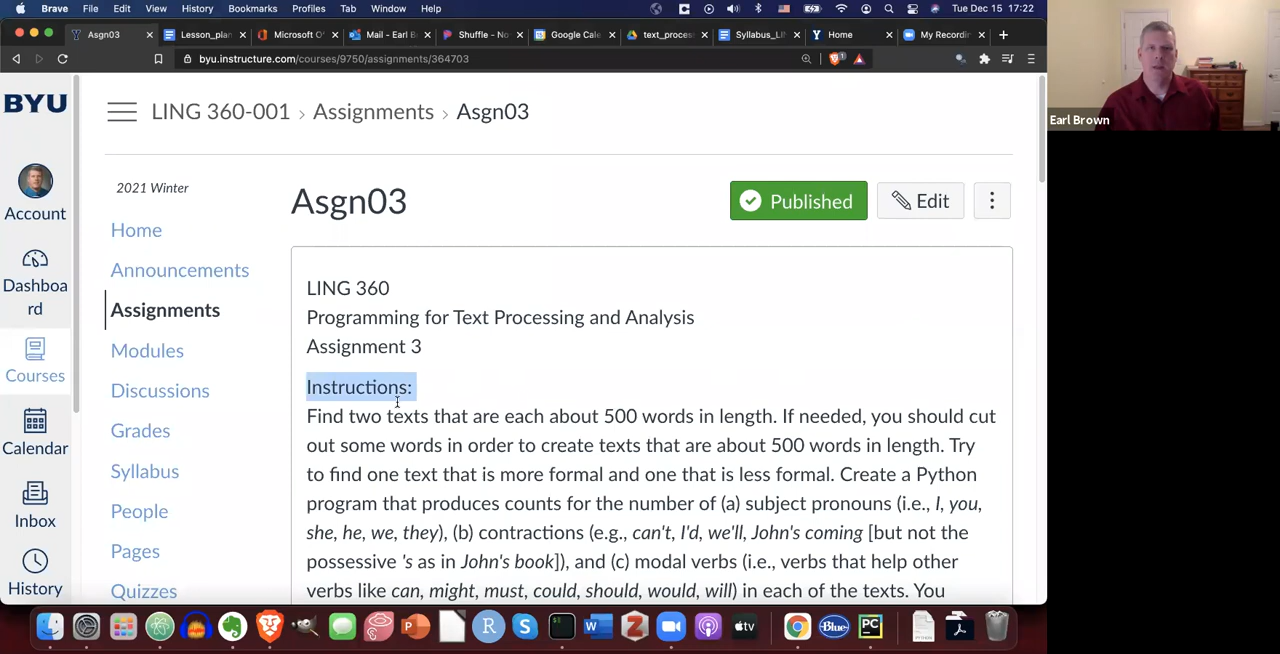 Brave File Edit View History Bookmarks Profiles Tab Window Help Tue Dec 15 17:22
Asgn03 Lesson_plan Microsoft O Mail - Earl B Shuffle - No Google Cale text_proces Syllabus_LI Home My Recordin
byu.instructure.com/courses/9750/assignments/364703
BYU
LING 360-001 › Assignments › Asgn03
Earl Brown
2021 Winter
Asgn03
Published
Edit
Account
Dashboa
rd
Courses
Calendar
Inbox
History
Home
Announcements
Assignments
Modules
Discussions
Grades
Syllabus
People
Pages
Quizzes
LING 360
Programming for Text Processing and Analysis
Assignment 3
Instructions:
Find two texts that are each about 500 words in length. If needed, you should cut
out some words in order to create texts that are about 500 words in length. Try
to find one text that is more formal and one that is less formal. Create a Python
program that produces counts for the number of (a) subject pronouns (i.e., I, you,
she, he, we, they), (b) contractions (e.g., can't, I'd, we'll, John's coming [but not the
possessive 's as in John's book]), and (c) modal verbs (i.e., verbs that help other
verbs like can, might, must, could, should, would, will) in each of the texts. You
tv
Blue
PC